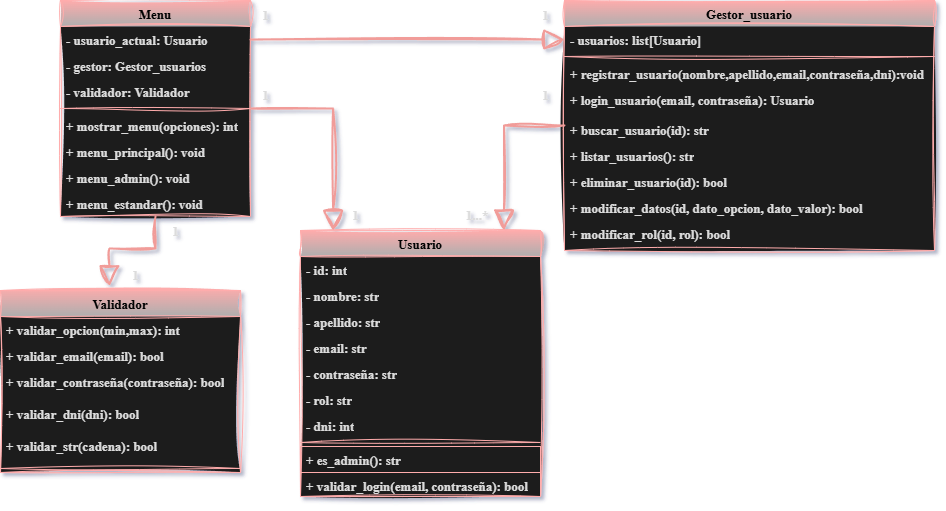 Menu
- usuario_actual: Usuario
- gestor: Gestor_usuarios
- validador: Validador
+ mostrar_menu(opciones): int
+ menu_principal(): void
+ menu_admin(): void
+ menu_estandar(): void
1
1
Gestor_usuario
- usuarios: list[Usuario]
+ registrar_usuario(nombre,apellido,email,contraseña,dni):void
+ login_usuario(email, contraseña): Usuario
+ buscar_usuario(id): str
+ listar_usuarios(): str
+ eliminar_usuario(id): bool
+ modificar_datos(id, dato_opcion, dato_valor): bool
+ modificar_rol(id, rol): bool
1
1
1
1..*
1
1
Validador
+ validar_opcion(min,max): int
+ validar_email(email): bool
+ validar_contraseña(contraseña): bool
+ validar_dni(dni): bool
+ validar_str(cadena): bool
Usuario
- id: int
- nombre: str
- apellido: str
- email: str
- contraseña: str
- rol: str
- dni: int
+ es_admin(): str
+ validar_login(email, contraseña): bool